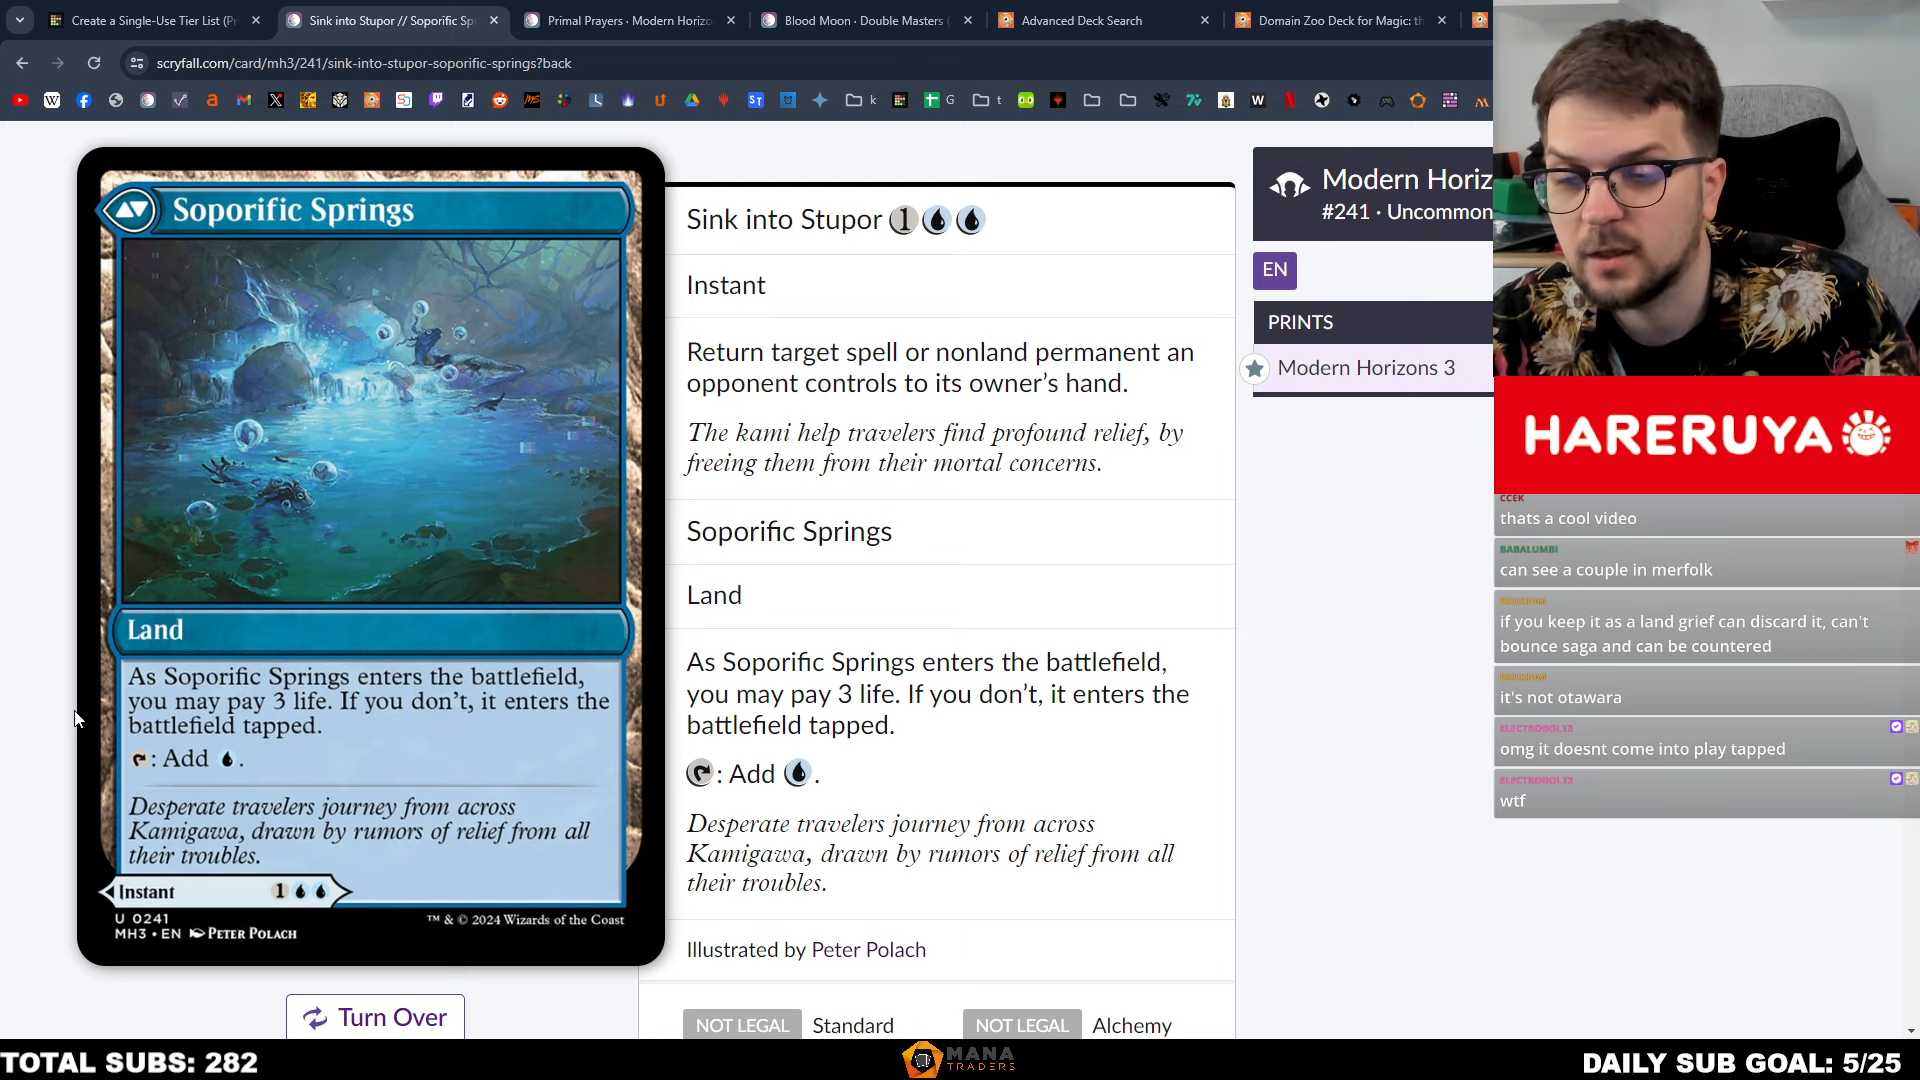 Create a Single-Use Tier List (Pr
Sink into Stupor // Soporific Sp
Primal Prayers · Modern Horizo
Blood Moon · Double Masters
Advanced Deck Search
Domain Zoo Deck for Magic: th
scryfall.com/card/mh3/241/sink-into-stupor-soporific-springs?back
k
G
t
Soporific Springs
Land
As Soporific Springs enters the battlefield,
you may pay 3 life. If you don't, it enters the
battlefield tapped.
: Add .
Desperate travelers journey from across
Kamigawa, drawn by rumors of relief from all
their troubles.
Instant 1
U 0241
MH3 • EN PETER POLACH
™ & © 2024 Wizards of the Coast
Turn Over
Sink into Stupor 1
Instant
Return target spell or nonland permanent an
opponent controls to its owner's hand.
The kami help travelers find profound relief, by
freeing them from their mortal concerns.
Soporific Springs
Land
As Soporific Springs enters the battlefield,
you may pay 3 life. If you don't, it enters the
battlefield tapped.
: Add .
Desperate travelers journey from across
Kamigawa, drawn by rumors of relief from all
their troubles.
Illustrated by Peter Polach
NOT LEGAL Standard
NOT LEGAL Alchemy
Modern Horiz
#241 · Uncommon
EN
PRINTS
Modern Horizons 3
HARERUYA
CCEK
thats a cool video
BABALUMBI
can see a couple in merfolk
if you keep it as a land grief can discard it, can't
bounce saga and can be countered
it's not otawara
ELECTROBOLT3
omg it doesnt come into play tapped
ELECTROBOLT3
wtf
TOTAL SUBS: 282
MANA
TRADERS
DAILY SUB GOAL: 5/25